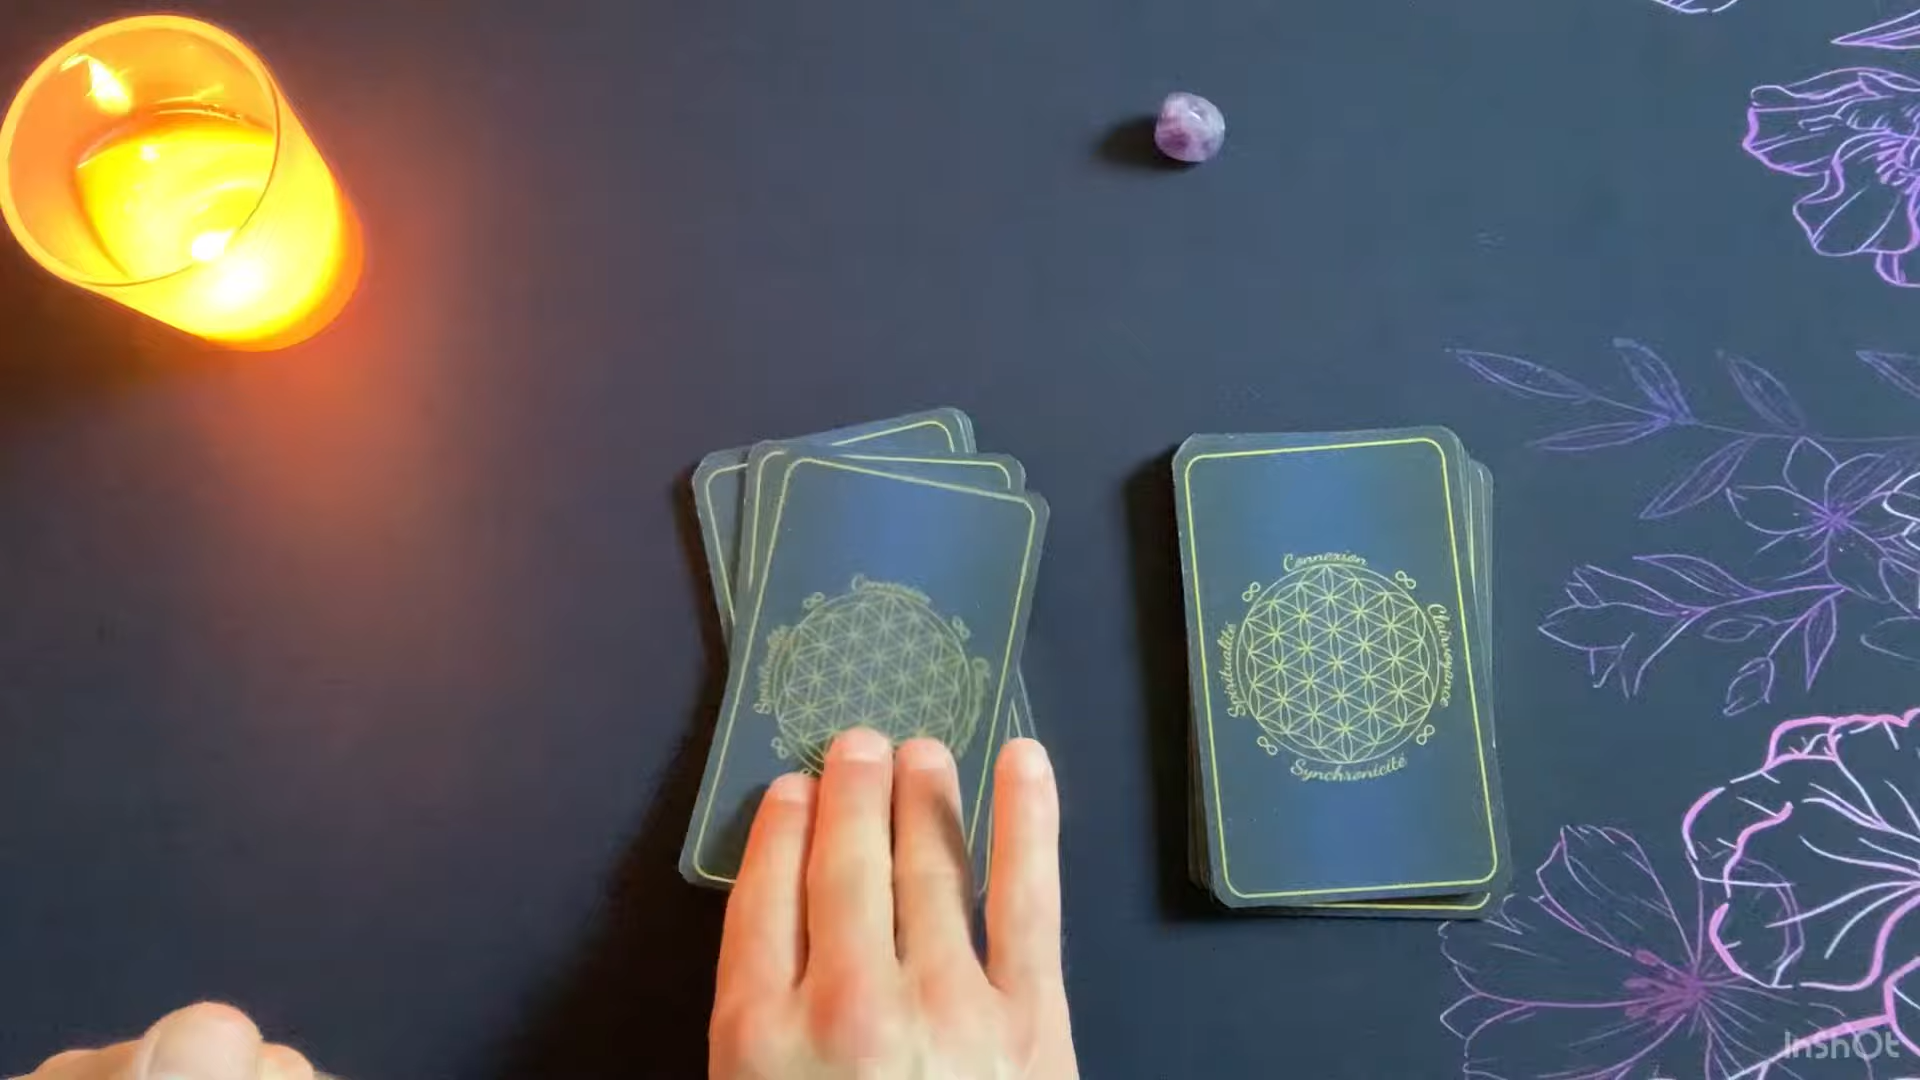 Connexion
Clairvoyance
Spiritualité
Synchronicité
InShOt